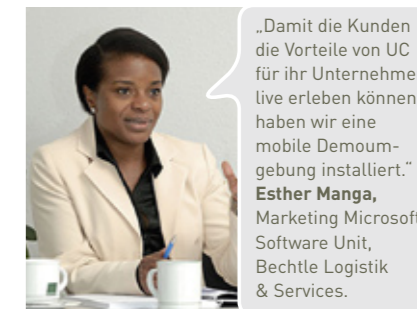 „Damit die Kunden
die Vorteile von UC
für ihr Unternehme
live erleben können
haben wir eine
mobile Demoum-
gebung installiert.“
Esther Manga,
Marketing Microsoft
Software Unit,
Bechtle Logistik
& Services.